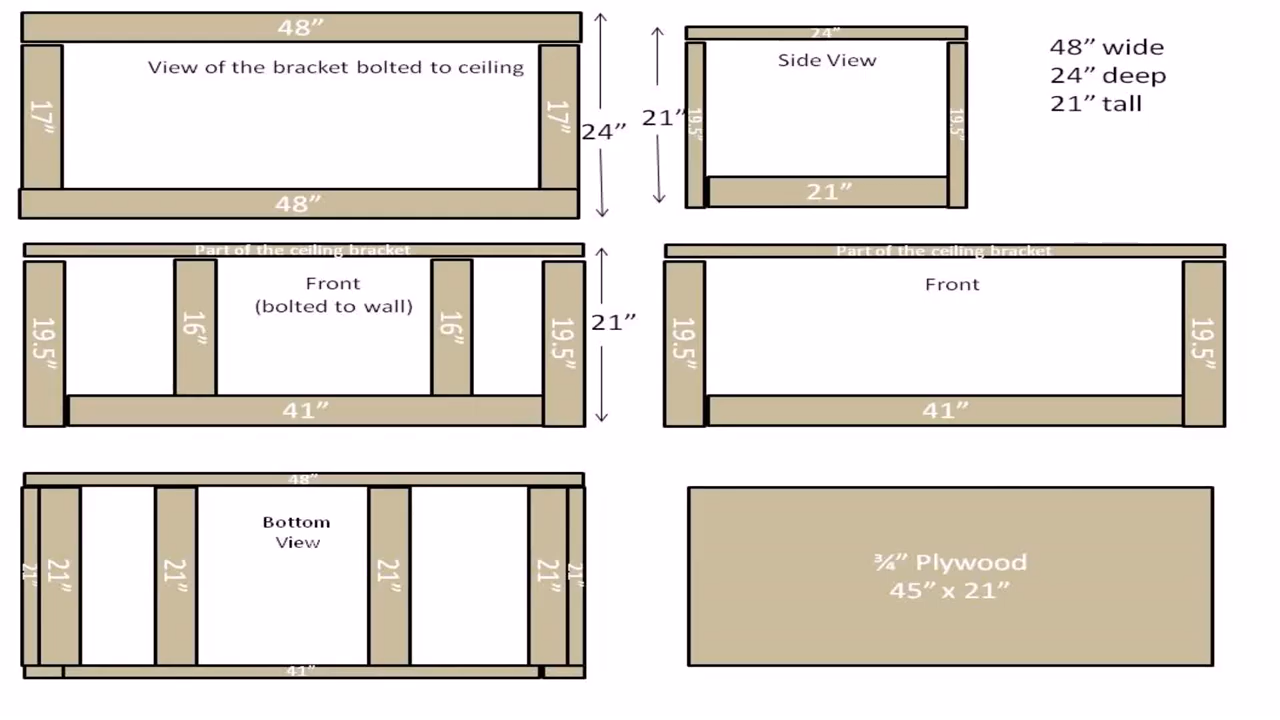 48”
View of the bracket bolted to ceiling
17”
17”
24”
48”
24”
Side View
21”
19.5”
19.5”
21”
48” wide
24” deep
21” tall
Part of the ceiling bracket
Front
(bolted to wall)
19.5”
16”
16”
19.5”
21”
41”
Part of the ceiling bracket
Front
19.5”
19.5”
41”
48”
Bottom
View
21”
21”
21”
21”
21”
21”
41”
¾” Plywood
45” x 21”